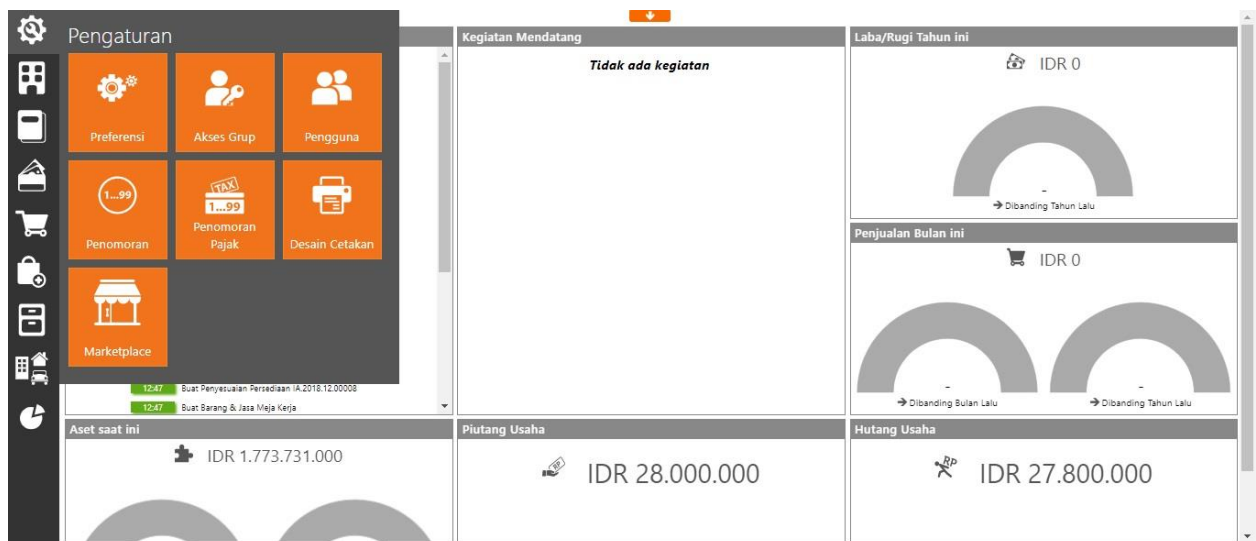 Pengaturan
Preferensi
Akses Grup
Pengguna
1...99
Penomoran
TAX
1...99
Penomoran
Pajak
Desain Cetakan
Marketplace
12:47 Buat Penyesuaian Persediaan IA.2018.12.00008
12:47 Buat Barang & Jasa Meja Kerja
Kegiatan Mendatang
Tidak ada kegiatan
Laba/Rugi Tahun ini
IDR 0
-
Dibanding Tahun Lalu
Penjualan Bulan ini
IDR 0
-
Dibanding Bulan Lalu
-
Dibanding Tahun Lalu
Aset saat ini
IDR 1.773.731.000
Piutang Usaha
RP
IDR 28.000.000
Hutang Usaha
RP
IDR 27.800.000